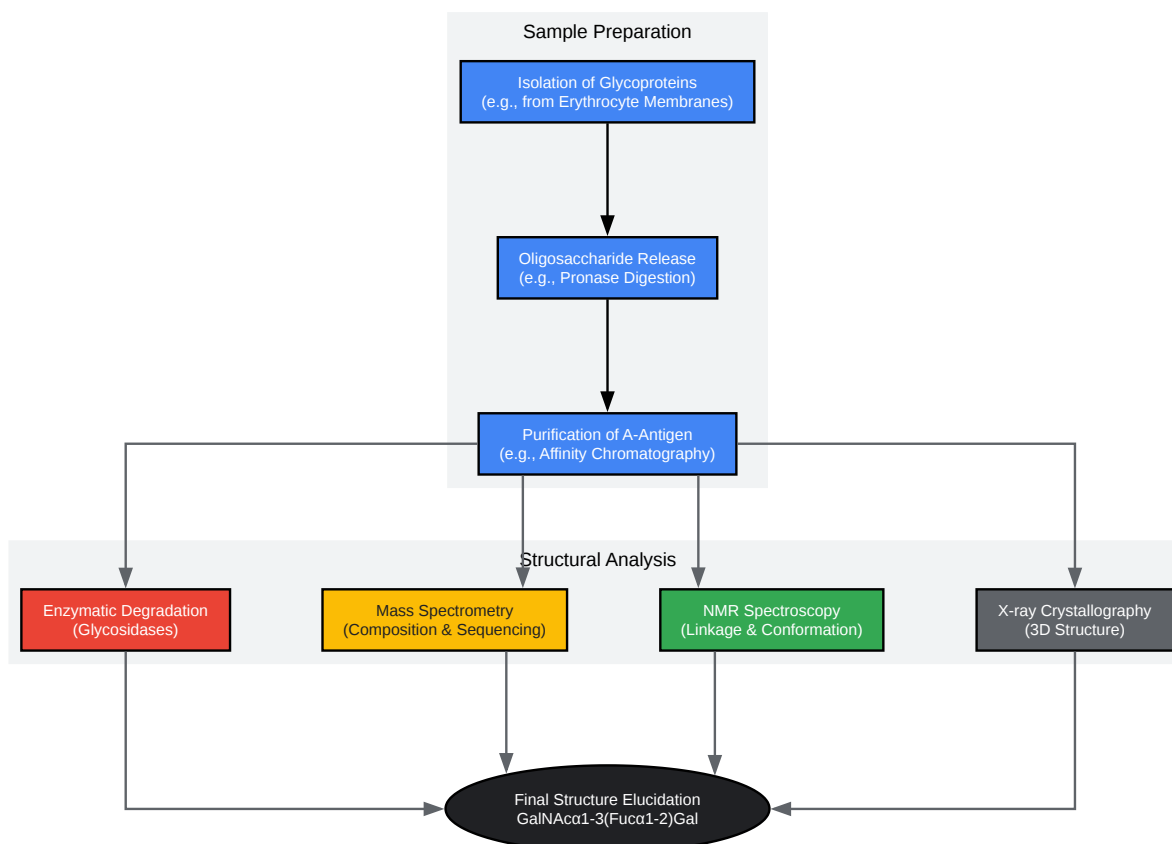 Sample Preparation
Isolation of Glycoproteins
(e.g., from Erythrocyte Membranes)
Oligosaccharide Release
(e.g., Pronase Digestion)
Purification of A-Antigen
(e.g., Affinity Chromatography)
Structural Analysis
Enzymatic Degradation
(Glycosidases)
Mass Spectrometry
(Composition & Sequencing)
NMR Spectroscopy
(Linkage & Conformation)
X-ray Crystallography
(3D Structure)
Final Structure Elucidation
GalNAcα1-3(Fucα1-2)Gal